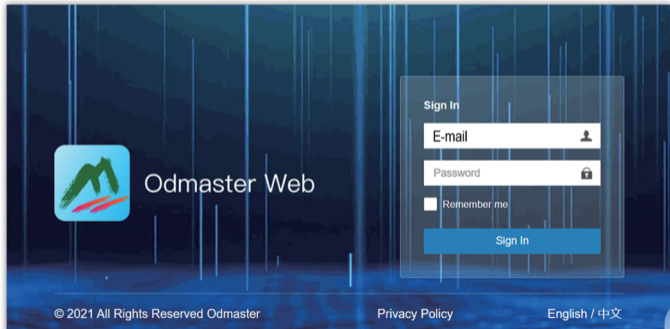 Sign In
E-mail
Password
Remember me
Sign In
Odmaster Web
© 2021 All Rights Reserved Odmaster
Privacy Policy
English / 中文